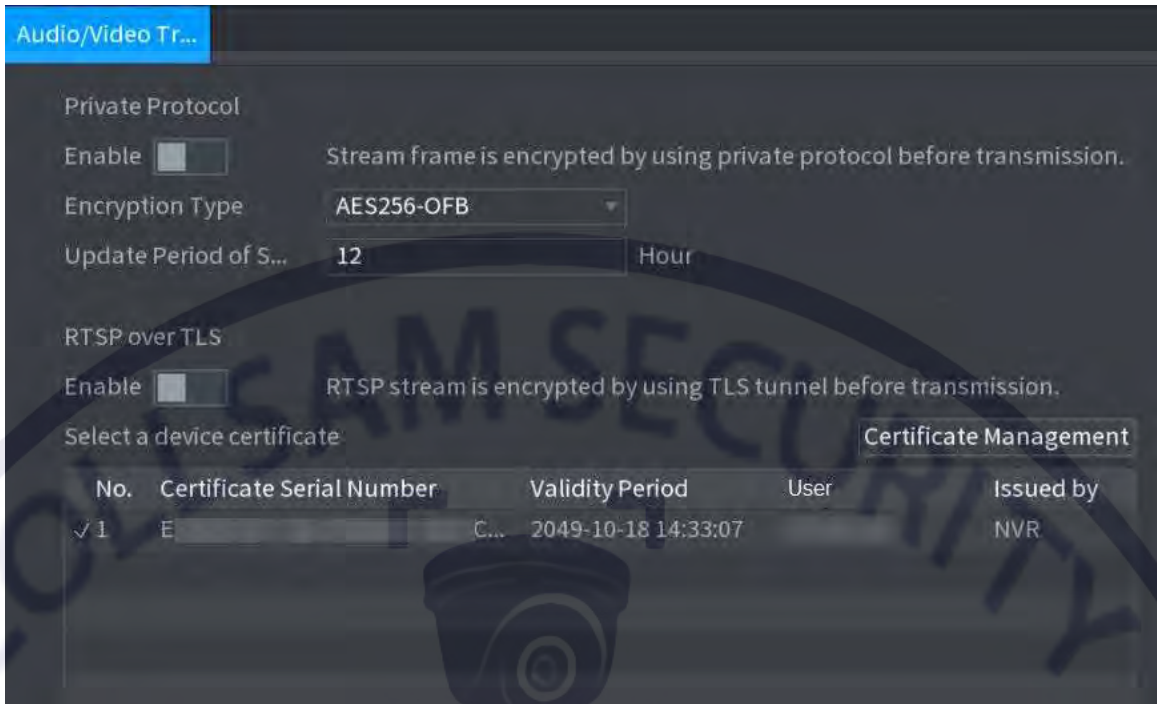 Audio/Video Tr...
Private Protocol
Enable Stream frame is encrypted by using private protocol before transmission.
Encryption Type AES256-OFB
Update Period of S... 12 Hour
RTSP over TLS
Enable RTSP stream is encrypted by using TLS tunnel before transmission.
Select a device certificate Certificate Management
No. Certificate Serial Number Validity Period User Issued by
1 E C... 2049-10-18 14:33:07 NVR
SAM SECURITY